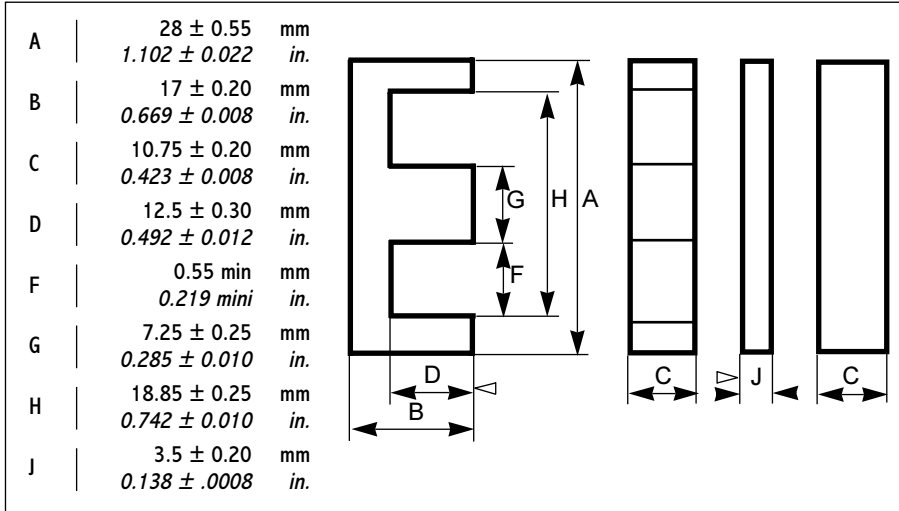 A 28 ± 0.55 mm
1.102 ± 0.022 in.
B 17 ± 0.20 mm
0.669 ± 0.008 in.
C 10.75 ± 0.20 mm
0.423 ± 0.008 in.
D 12.5 ± 0.30 mm
0.492 ± 0.012 in.
F 0.55 min mm
0.219 mini in.
G 7.25 ± 0.25 mm
0.285 ± 0.010 in.
H 18.85 ± 0.25 mm
0.742 ± 0.010 in.
J 3.5 ± 0.20 mm
0.138 ± .0008 in.
G H A
F
D
B
C J C